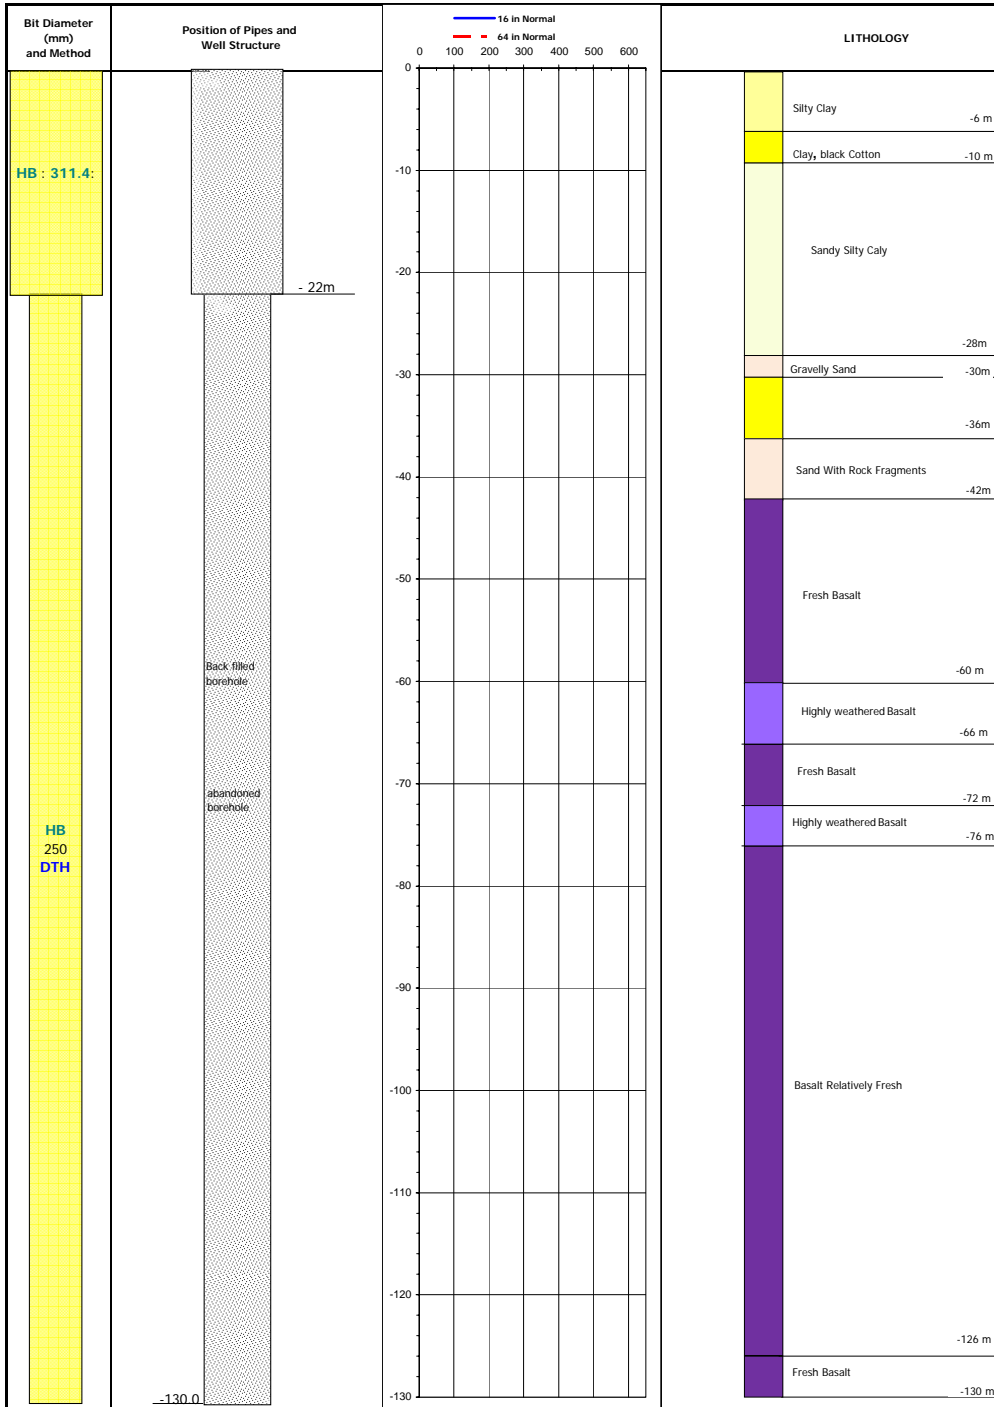 Bit Diameter
(mm)
and Method
Position of Pipes and
Well Structure
16 in Normal
64 in Normal
0 100 200 300 400 500 600
LITHOLOGY
0
-10
-20
-30
-40
-50
-60
-70
-80
-90
-100
-110
-120
-130
HB : 311.4:
HB
250
DTH
- 22m
Back filled
borehole
abandoned
borehole
-130.0
Silty Clay
-6 m
Clay, black Cotton
-10 m
Sandy Silty Caly
-28m
Gravelly Sand
-30m
-36m
Sand With Rock Fragments
-42m
Fresh Basalt
-60 m
Highly weathered Basalt
-66 m
Fresh Basalt
-72 m
Highly weathered Basalt
-76 m
Basalt Relatively Fresh
-126 m
Fresh Basalt
-130 m